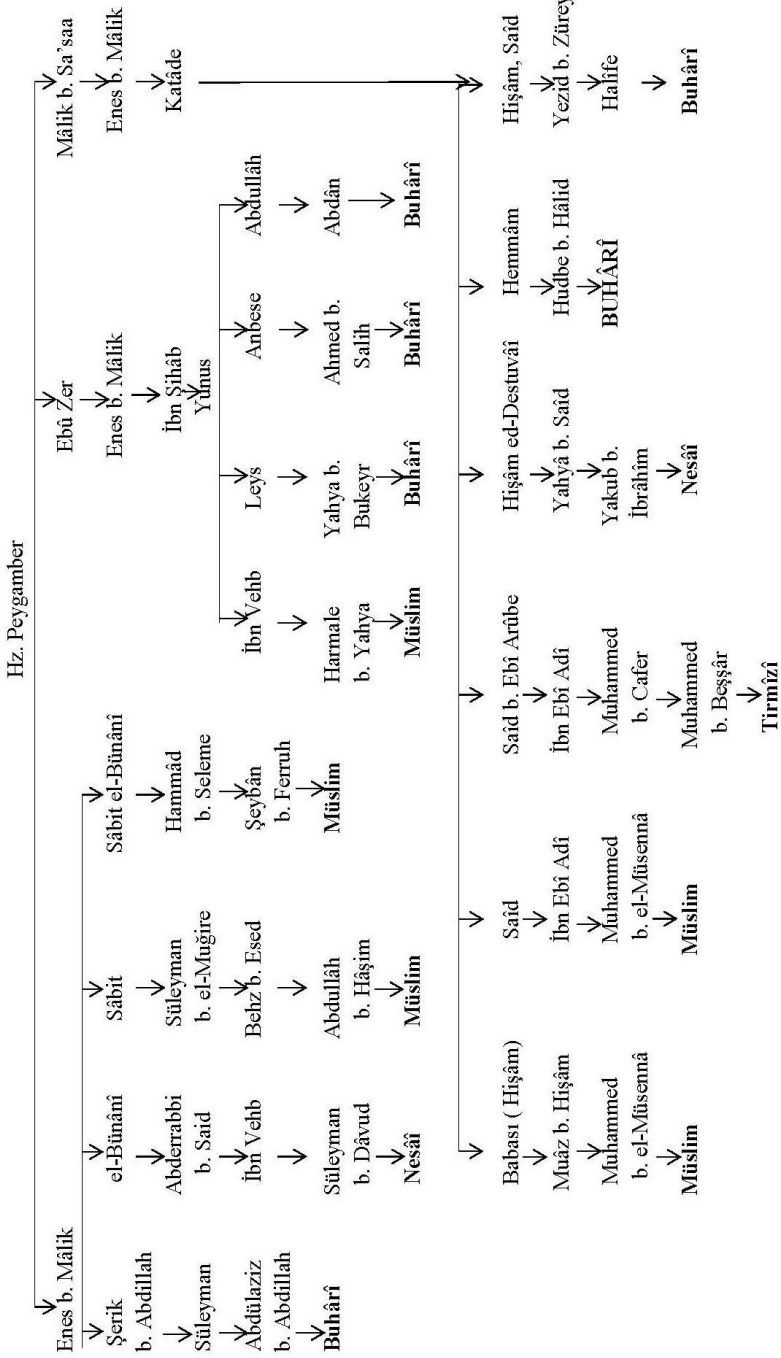 Hz. Peygamber
Enes b. Mâlik
Ebû Zer
Mâlik b. Sa'saa
Şerik
b. Abdillah
Süleyman
Abdülaziz
b. Abdillah
Buhârî
el-Bünânî
Abderrabbi
b. Said
İbn Vehb
Süleyman
b. Dâvud
Nesâî
Sâbit
Süleyman
b. el-Muğire
Behz b. Esed
Abdullâh
b. Hâşim
Müslim
Sâbit el-Bünânî
Hammâd
b. Seleme
Şeybân
b. Ferruh
Müslim
Enes b. Mâlik
İbn Şihâb
Yunus
İbn Vehb
Harmale
b. Yahya
Müslim
Leys
Yahya b.
Bukeyr
Buhârî
Anbese
Ahmed b.
Salih
Buhârî
Abdullâh
Abdân
Buhârî
Enes b. Mâlik
Katâde
Babası ( Hişâm)
Muâz b. Hişâm
Muhammed
b. el-Müsennâ
Müslim
Saîd
İbn Ebî Adî
Muhammed
b. el-Müsennâ
Müslim
Saîd b. Ebî Arûbe
İbn Ebî Adî
Muhammed
b. Cafer
Muhammed
b. Beşşâr
Tirmîzî
Hişâm ed-Destuvâî
Yahyâ b. Saîd
Yakub b.
İbrâhîm
Nesâî
Hemmâm
Hudbe b. Hâlid
BUHÂRÎ
Hişâm, Saîd
Yezid b. Zürey
Halîfe
Buhârî